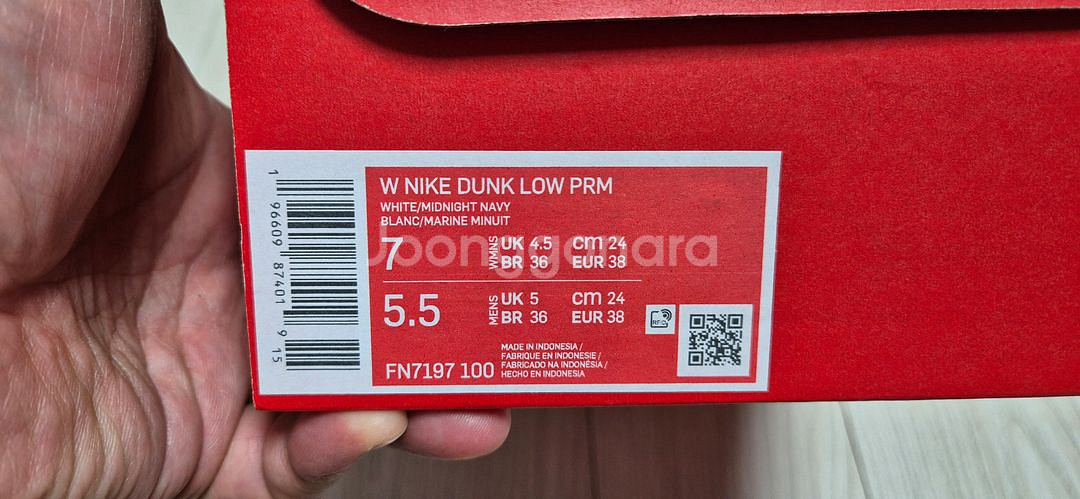 W NIKE DUNK LOW PRM
WHITE/MIDNIGHT NAVY
BLANC/MARINE MINUIT
7 WMNS UK 4.5 cm 24
BR 36 EUR 38
5.5 MENS UK 5 cm 24
BR 36 EUR 38
FN7197 100
MADE IN INDONESIA /
FABRIQUE EN INDONESIE /
FABRICADO NA INDONÉSIA /
HECHO EN INDONESIA
RFID
1 96609 87401 9 15
Joonggonara